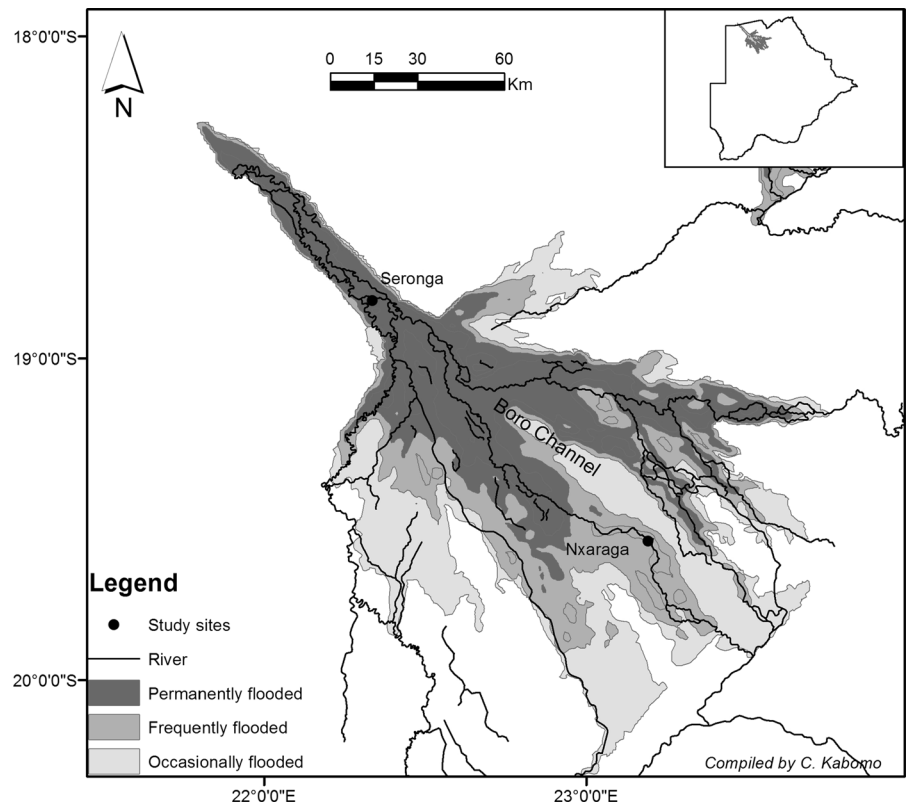 18°0'0"S
0 15 30 60
Km
N
Seronga
19°0'0"S
Boro Channel
Nxaraga
Legend
Study sites
River
Permanently flooded
20°0'0"S
Frequently flooded
Occasionally flooded
Compiled by C. Kabomo
22°0'0"E
23°0'0"E